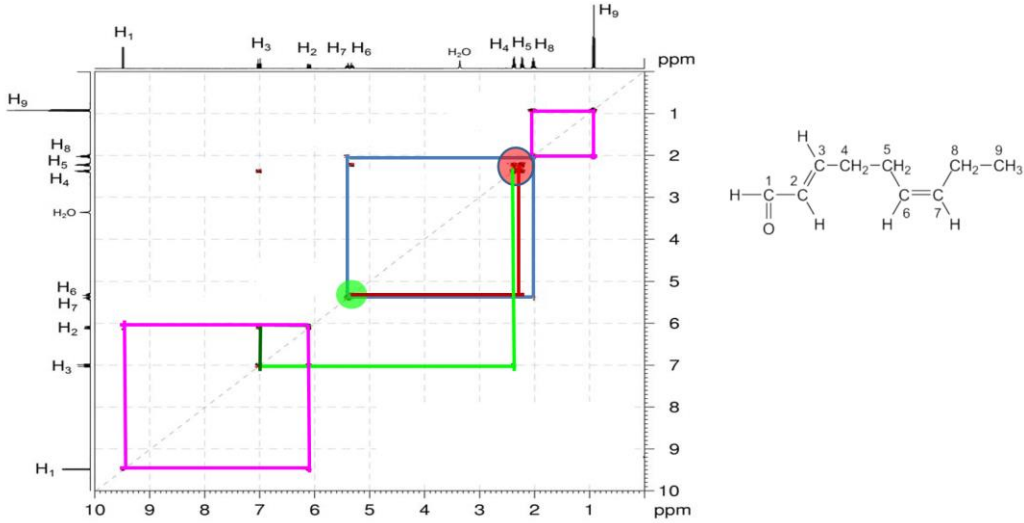 H9
H1 H3 H2 H7 H6 H2O H4 H5 H8
ppm
H9
H8
H5
H4
H2O
H6
H7
H2
H3
H1
1
2
3
4
5
6
7
8
9
10
10 9 8 7 6 5 4 3 2 1 ppm
H
3 4 5 8 9
CH2 CH2 CH2 CH3
1 2
H C C C C
6 7
O H H H